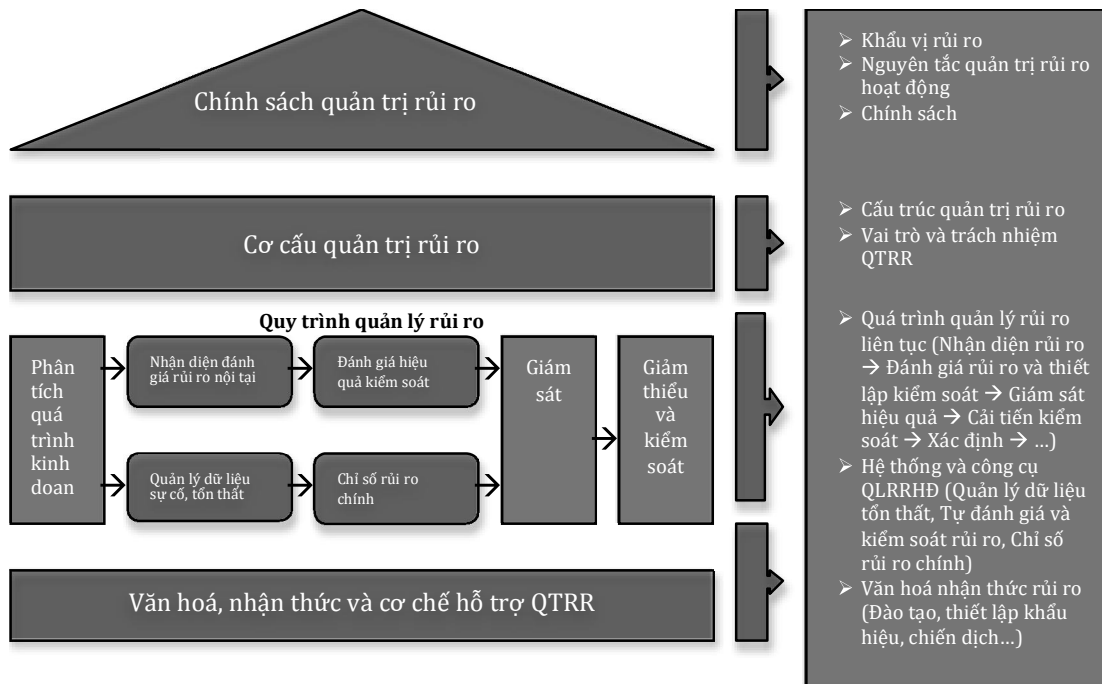 Chính sách quản trị rủi ro
Cơ cấu quản trị rủi ro
Quy trình quản lý rủi ro
Phân
tích
quá
trình
kinh
doan
Nhận diện đánh
giá rủi ro nội tại
Đánh giá hiệu
quả kiểm soát
Quản lý dữ liệu
sự cố, tổn thất
Chỉ số rủi ro
chính
Giám
sát
Giảm
thiểu
và
kiểm
soát
Văn hoá, nhận thức và cơ chế hỗ trợ QTRR
➢ Khẩu vị rủi ro
➢ Nguyên tắc quản trị rủi ro
hoạt động
➢ Chính sách
➢ Cấu trúc quản trị rủi ro
➢ Vai trò và trách nhiệm
QTRR
➢ Quá trình quản lý rủi ro
liên tục (Nhận diện rủi ro
→ Đánh giá rủi ro và thiết
lập kiểm soát → Giám sát
hiệu quả → Cải tiến kiểm
soát → Xác định → ...)
➢ Hệ thống và công cụ
QLRRHĐ (Quản lý dữ liệu
tổn thất, Tự đánh giá và
kiểm soát rủi ro, Chỉ số
rủi ro chính)
➢ Văn hoá nhận thức rủi ro
(Đào tạo, thiết lập khẩu
hiệu, chiến dịch...)